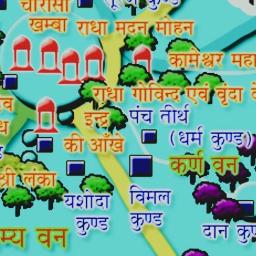 चौरासी
खम्बा
राधा मदन मोहन
कामेश्वर महा
राधा गोविन्द एवं वृंदा दे
इन्द्र
की आँखे
पंच तीर्थ
(धर्म कुण्ड)
कर्ण वन
श्री लंका
यशोदा
कुण्ड
विमल
कुण्ड
दान कुण
म्य वन